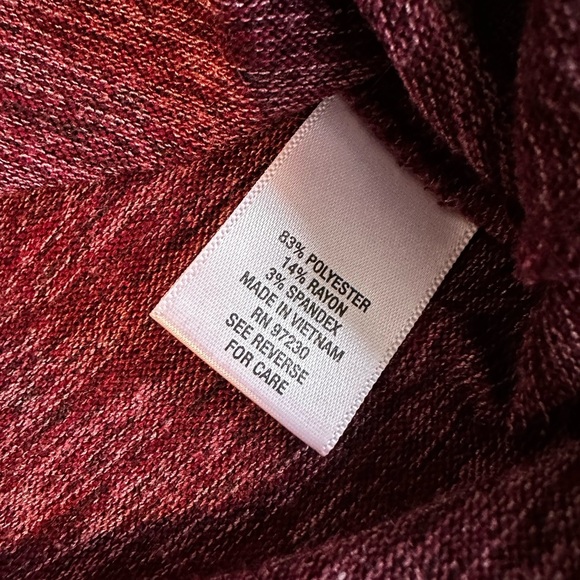 83% POLYESTER
14% RAYON
3% SPANDEX
MADE IN VIETNAM
RN 97230
SEE REVERSE
FOR CARE